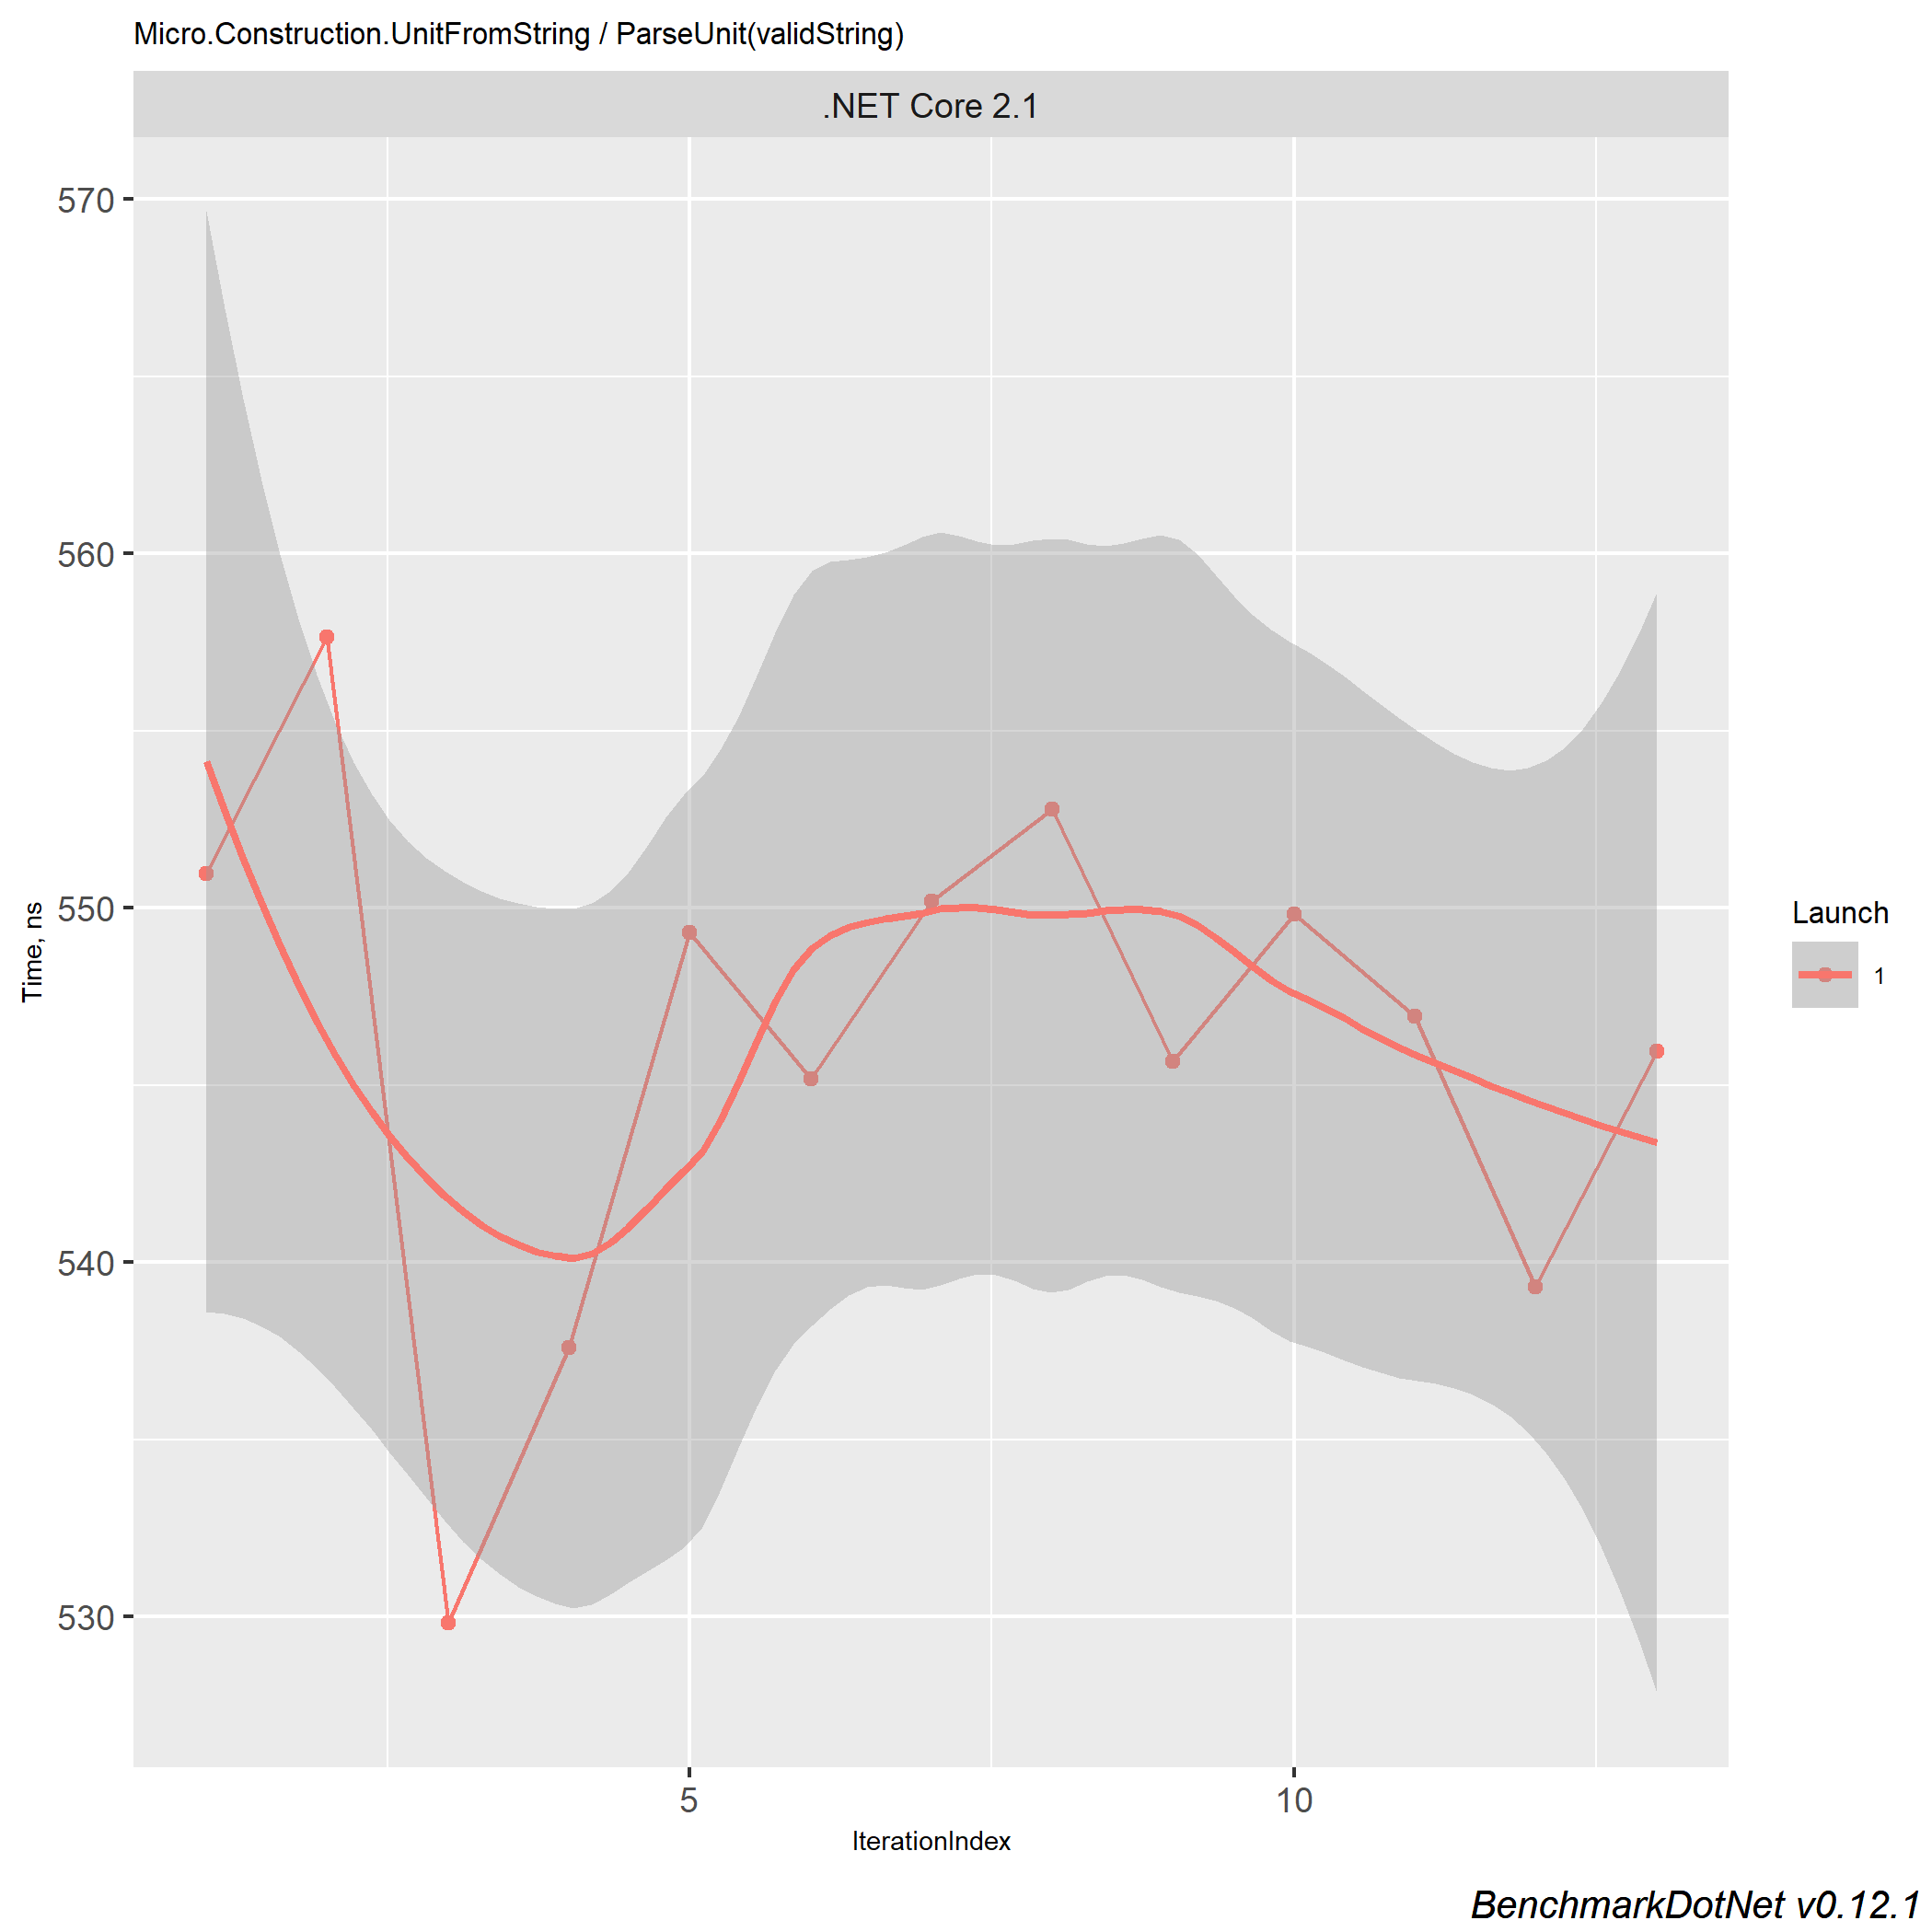 Micro.Construction.UnitFromString / ParseUnit(validString)
.NET Core 2.1
570
560
550
540
530
Time, ns
5
10
IterationIndex
Launch
1
BenchmarkDotNet v0.12.1